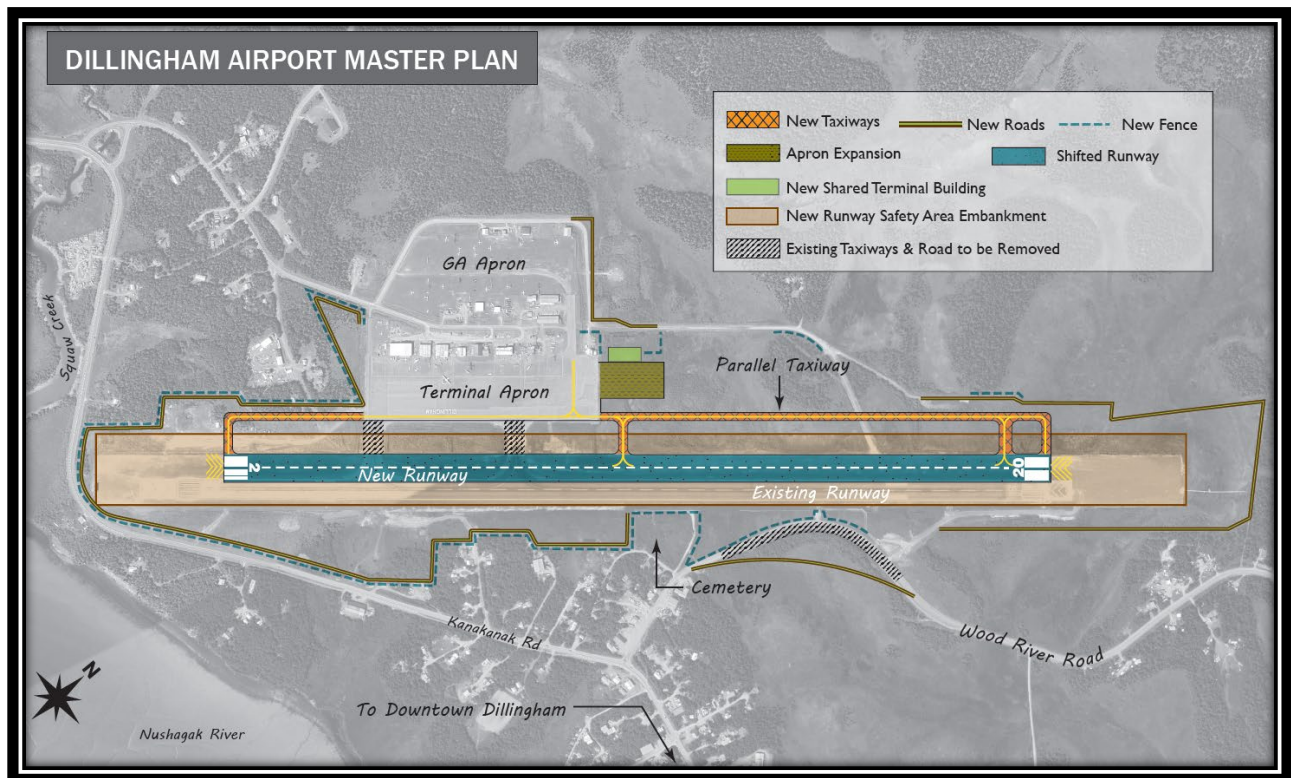 DILLINGHAM AIRPORT MASTER PLAN
New Taxiways
New Roads
New Fence
Apron Expansion
Shifted Runway
New Shared Terminal Building
New Runway Safety Area Embankment
Existing Taxiways & Road to be Removed
GA Apron
Squaw Creek
Terminal Apron
Parallel Taxiway
2
New Runway
20
Existing Runway
Cemetery
Kanakanak Rd
Wood River Road
N
To Downtown Dillingham
Nushagak River